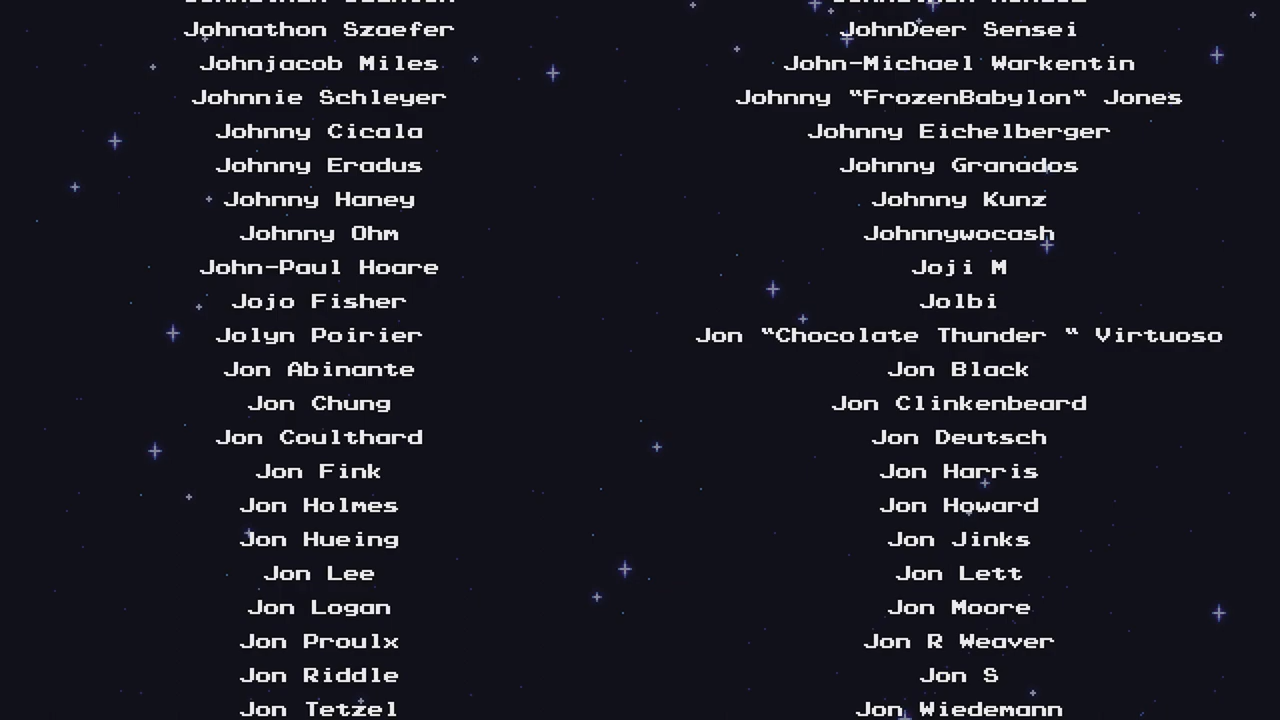 Johnathon Szaefer
JohnDeer Sensei
Johnjacob Miles
John-Michael Warkentin
Johnnie Schleyer
Johnny "FrozenBabylon" Jones
Johnny Cicala
Johnny Eichelberger
Johnny Eradus
Johnny Granados
Johnny Haney
Johnny Kunz
Johnny Ohm
Johnnywocash
John-Paul Hoare
Joji M
Jojo Fisher
Jolbi
Jolyn Poirier
Jon "Chocolate Thunder " Virtuoso
Jon Abinante
Jon Black
Jon Chung
Jon Clinkenbeard
Jon Coulthard
Jon Deutsch
Jon Fink
Jon Harris
Jon Holmes
Jon Howard
Jon Hueing
Jon Jinks
Jon Lee
Jon Lett
Jon Logan
Jon Moore
Jon Proulx
Jon R Weaver
Jon Riddle
Jon S
Jon Tetzel
Jon Wiedemann